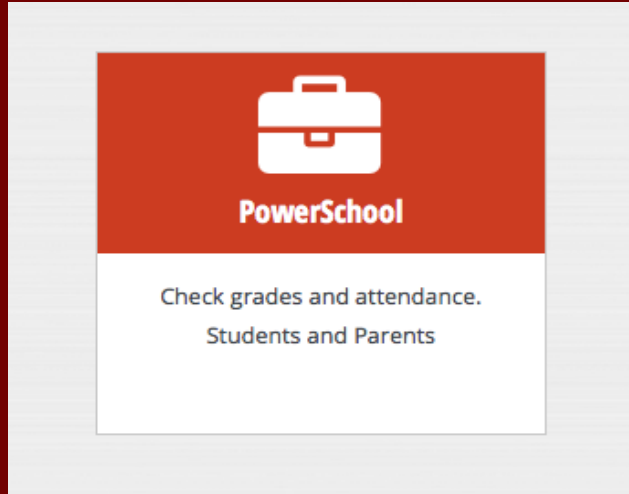 PowerSchool
Check grades and attendance.
Students and Parents